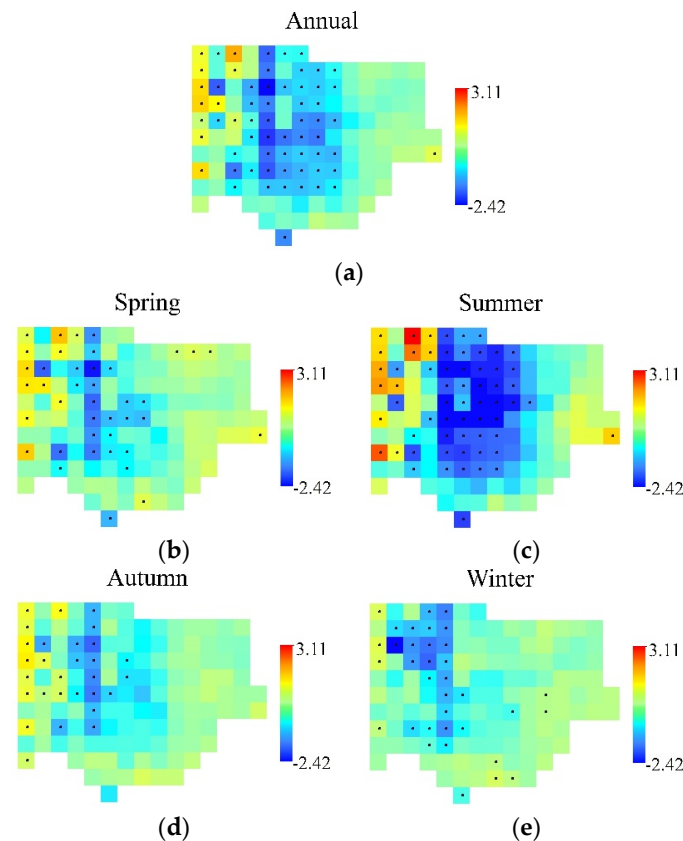 Annual
3.11
-2.42
(a)
Spring
Summer
3.11
3.11
-2.42
-2.42
(b)
(c)
Autumn
Winter
3.11
3.11
-2.42
-2.42
(d)
(e)